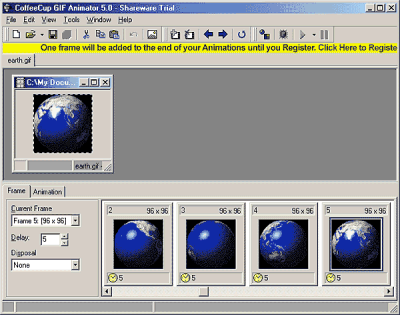 CoffeeCup GIF Animator 5.0 - Shareware Trial
File Edit View Tools Window Help
One frame will be added to the end of your Animations until you Register. Click Here to Registe
earth.gif
C:\My Docu...
earth.gif -
Frame Animation
Current Frame
Frame 5: [96 x 96]
Delay: 5
Disposal
None
2 96 x 96
3 96 x 96
4 96 x 96
5 96 x 96
5
5
5
5